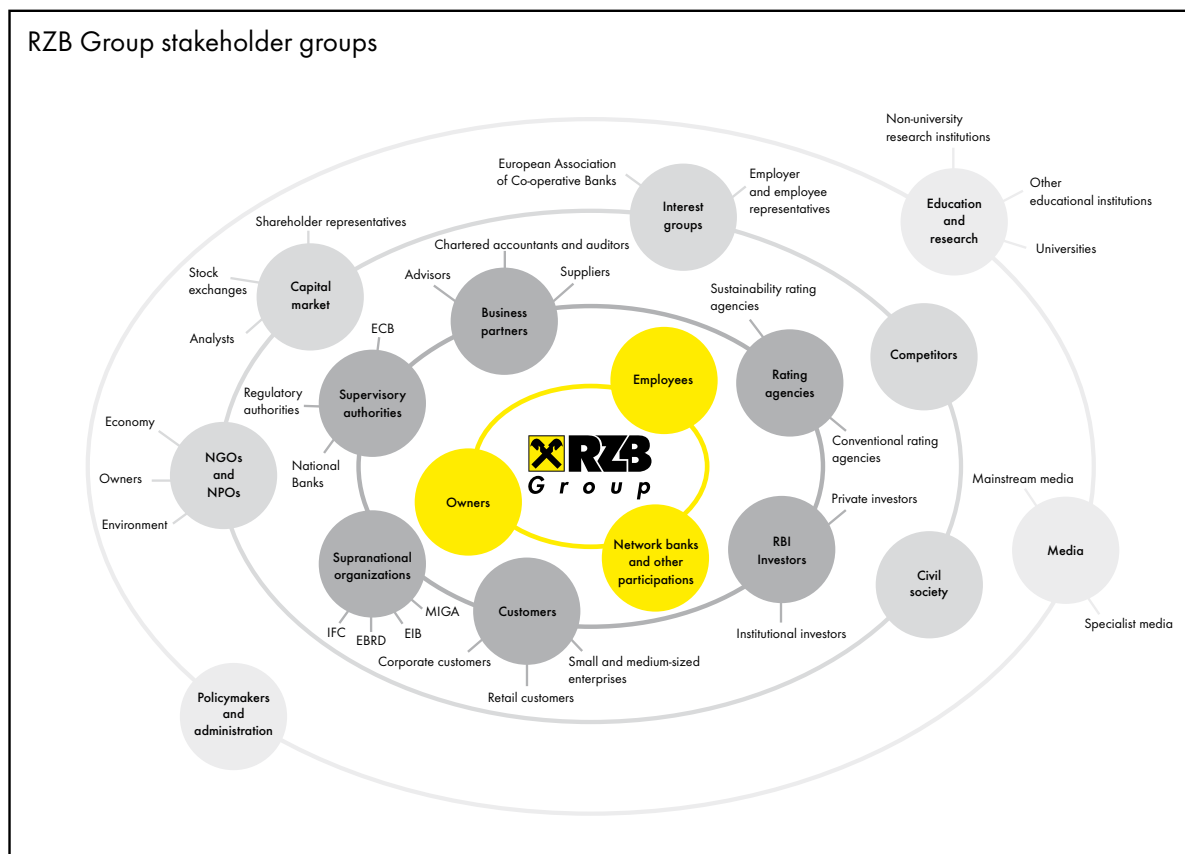 RZB Group stakeholder groups
Non-university
research institutions
European Association
of Co-operative Banks
Employer
and employee
representatives
Interest
groups
Other
educational institutions
Education
and
research
Universities
Shareholder representatives
Chartered accountants and auditors
Stock
exchanges
Capital
market
Advisors
Suppliers
Business
partners
Sustainability rating
agencies
Analysts
ECB
Competitors
Employees
Rating
agencies
Regulatory
authorities
Supervisory
authorities
Economy
Conventional rating
agencies
NGOs
and
NPOs
National
Banks
RZB
Group
Owners
Owners
Mainstream media
Private investors
Environment
Network banks
and other
participations
RBI
Investors
Media
Supranational
organizations
Civil
society
MIGA
Customers
IFC
EBRD
EIB
Institutional investors
Specialist media
Corporate customers
Small and medium-sized
enterprises
Retail customers
Policymakers
and
administration